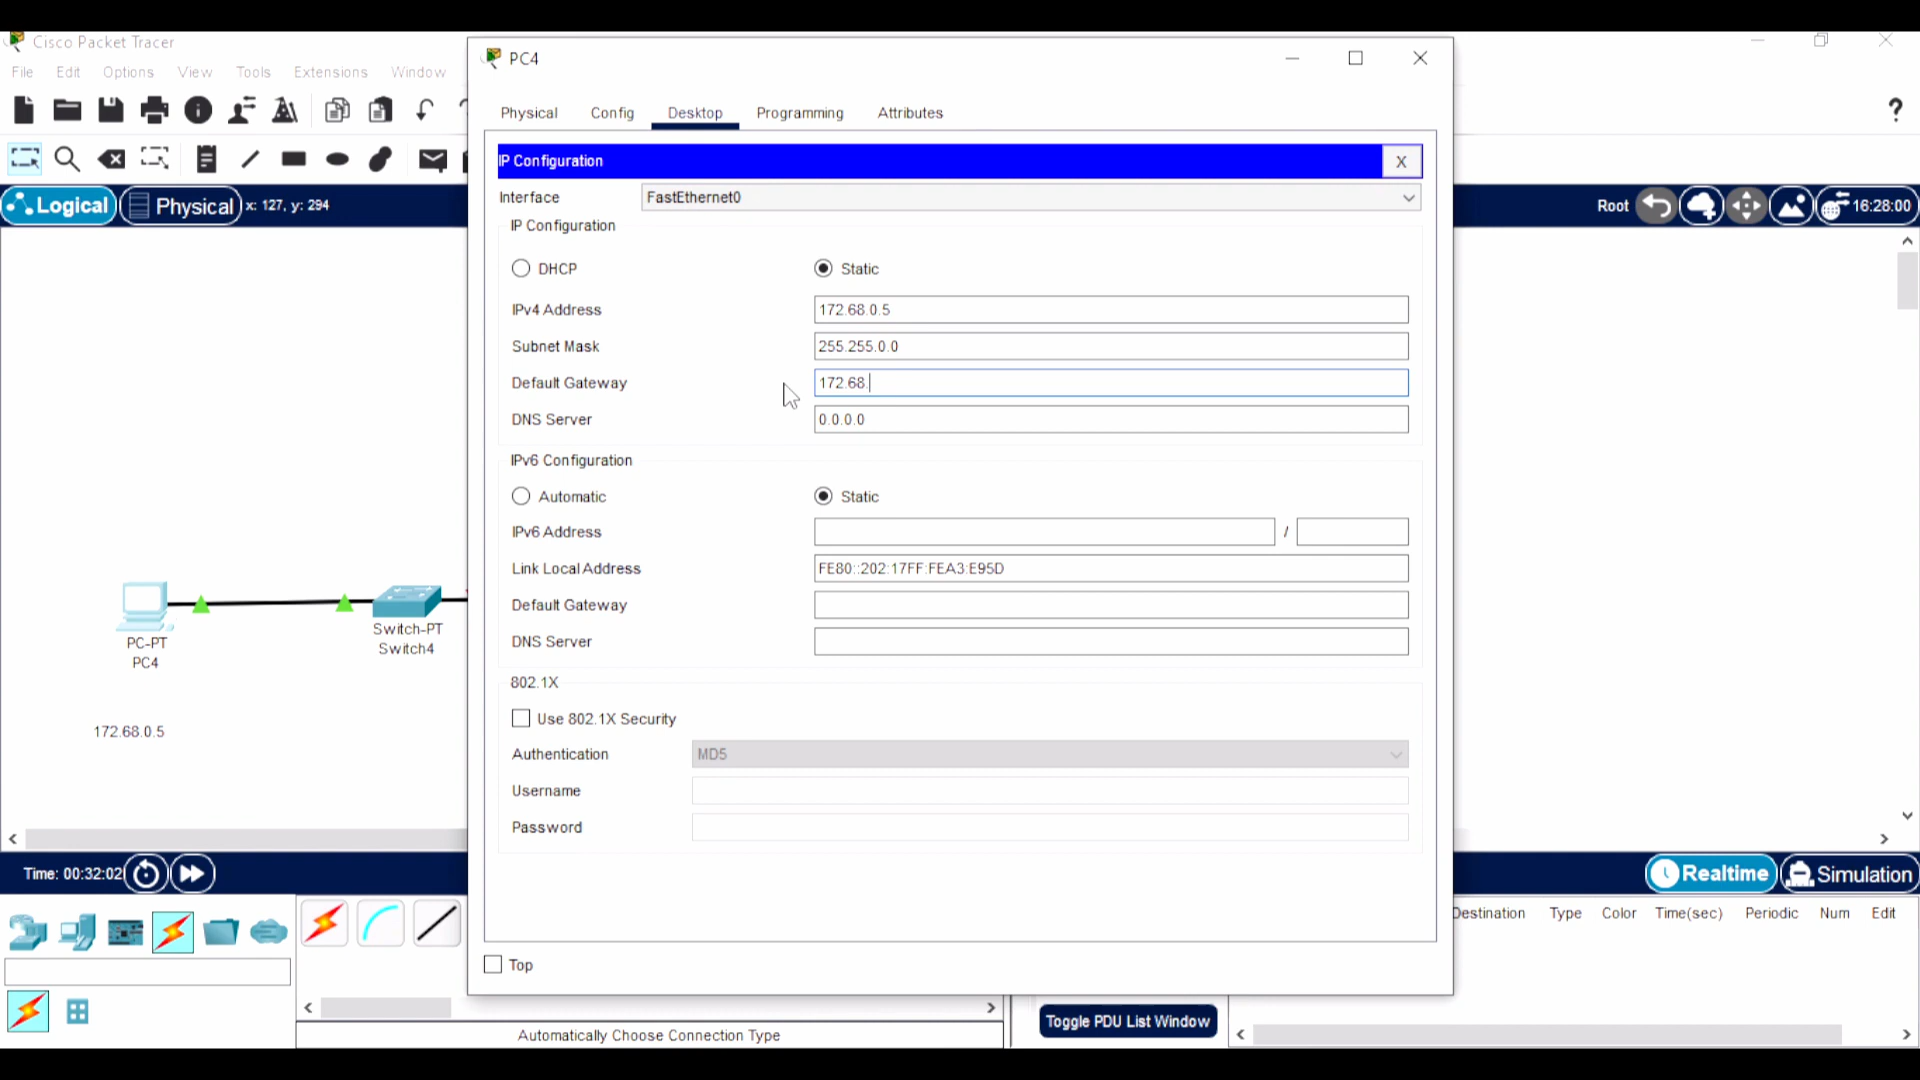 Cisco Packet Tracer
PC4
File Edit Options View Tools Extensions Window
Physical Config Desktop Programming Attributes
IP Configuration
X
Interface
FastEthernet0
Logical
Physical
x: 127, y: 294
Root
16:28:00
IP Configuration
DHCP
Static
IPv4 Address
172.68.0.5
Subnet Mask
255.255.0.0
Default Gateway
172.68.
DNS Server
0.0.0.0
IPv6 Configuration
Automatic
Static
IPv6 Address
/
Link Local Address
FE80::202:17FF:FEA3:E95D
Default Gateway
DNS Server
PC-PT
PC4
Switch-PT
Switch4
802.1X
Use 802.1X Security
172.68.0.5
Authentication
MD5
Username
Password
Time: 00:32:02
Realtime
Simulation
Destination Type Color Time(sec) Periodic Num Edit
Top
Toggle PDU List Window
Automatically Choose Connection Type